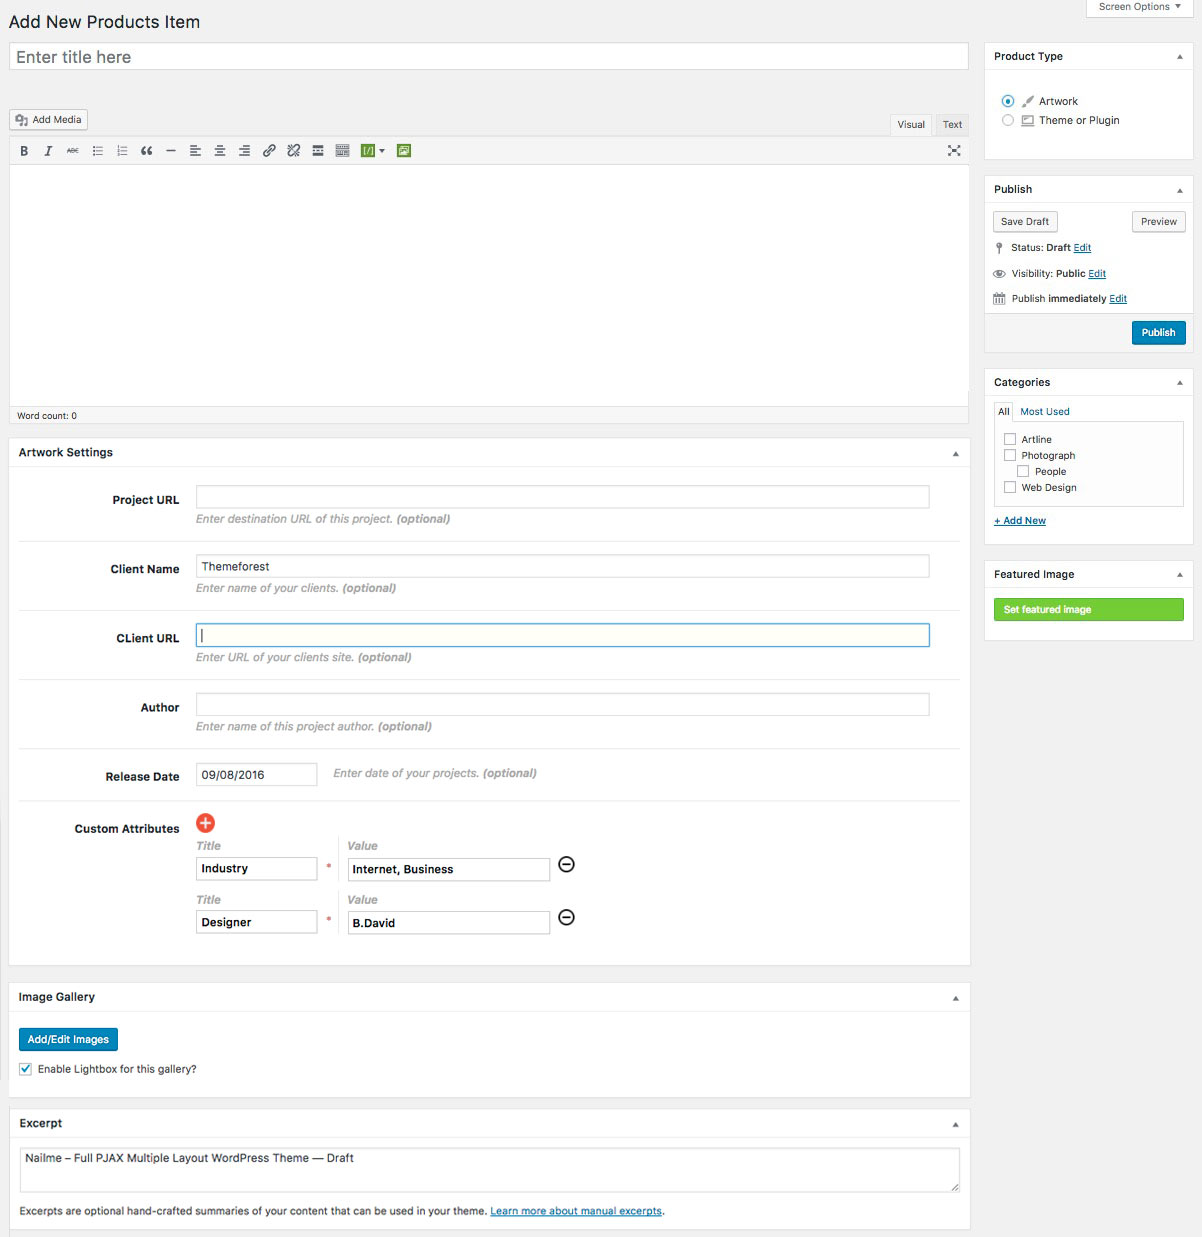 Screen Options
Add New Products Item
Enter title here
Add Media
Visual
Text
B I ABC
Word count: 0
Artwork Settings
Project URL
Enter destination URL of this project. (optional)
Client Name
Themeforest
Enter name of your clients. (optional)
CLient URL
Enter URL of your clients site. (optional)
Author
Enter name of this project author. (optional)
Release Date
09/08/2016
Enter date of your projects. (optional)
Custom Attributes
Title
Value
Industry
*
Internet, Business
Title
Value
Designer
*
B.David
Image Gallery
Add/Edit Images
Enable Lightbox for this gallery?
Excerpt
Nailme – Full PJAX Multiple Layout WordPress Theme — Draft
Excerpts are optional hand-crafted summaries of your content that can be used in your theme. Learn more about manual excerpts.
Product Type
Artwork
Theme or Plugin
Publish
Save Draft
Preview
Status: Draft Edit
Visibility: Public Edit
Publish immediately Edit
Publish
Categories
All
Most Used
Artline
Photograph
People
Web Design
+ Add New
Featured Image
Set featured image